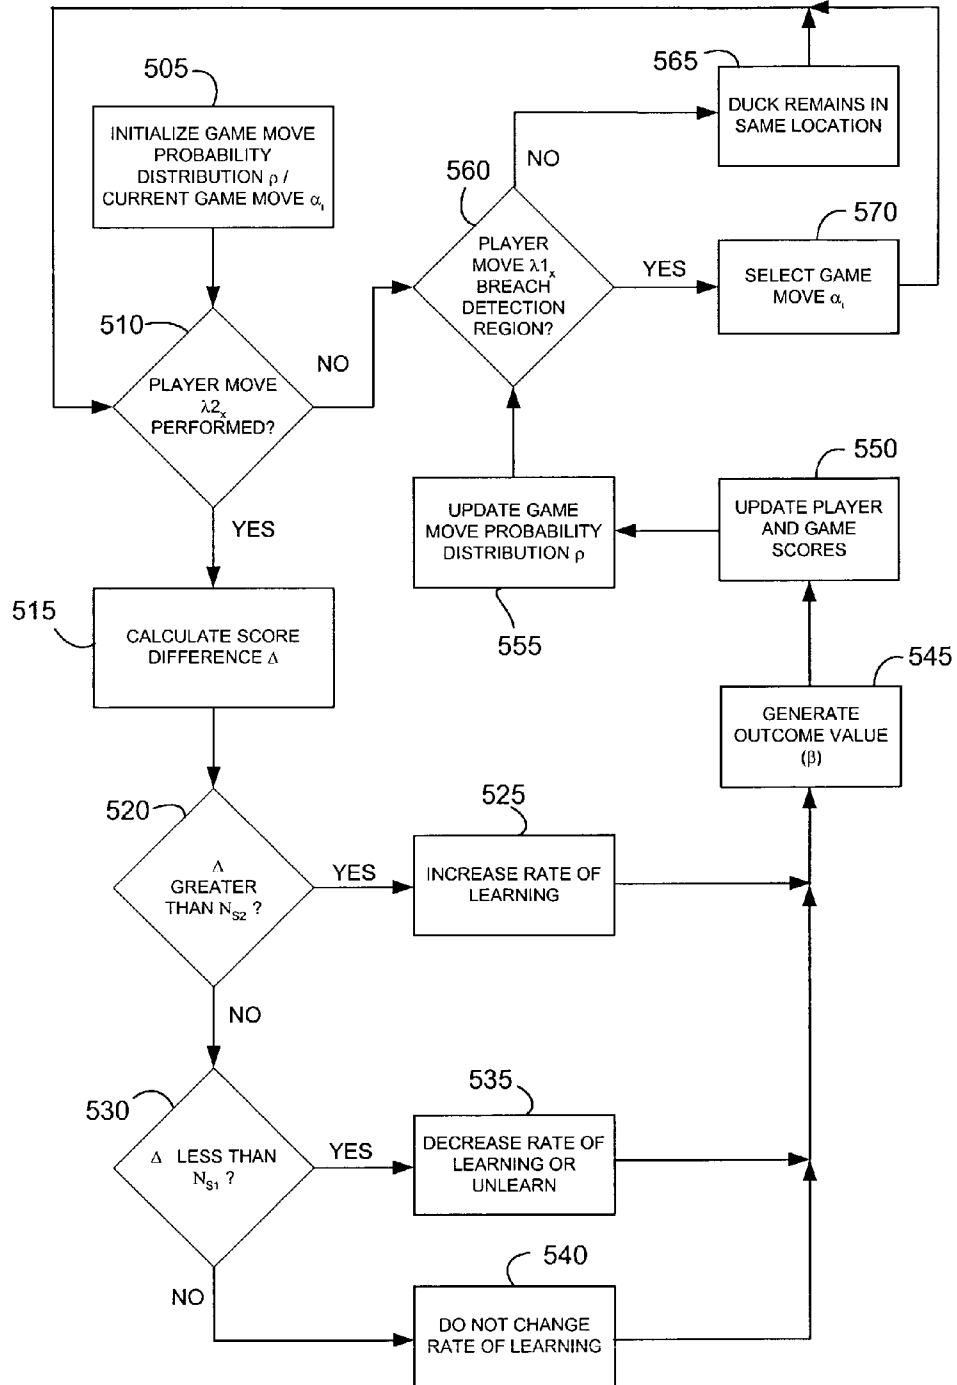 505
INITIALIZE GAME MOVE
PROBABILITY
DISTRIBUTION ρ /
CURRENT GAME MOVE αᵢ
510
PLAYER MOVE
λ2ₓ
PERFORMED?
NO
YES
515
CALCULATE SCORE
DIFFERENCE Δ
520
Δ
GREATER
THAN N_S2 ?
YES
NO
525
INCREASE RATE OF
LEARNING
530
Δ LESS THAN
N_S1 ?
YES
NO
535
DECREASE RATE OF
LEARNING OR
UNLEARN
540
DO NOT CHANGE
RATE OF LEARNING
545
GENERATE
OUTCOME VALUE
(β)
550
UPDATE PLAYER
AND GAME
SCORES
UPDATE GAME
MOVE PROBABILITY
DISTRIBUTION ρ
555
560
PLAYER
MOVE λ1ₓ
BREACH
DETECTION
REGION?
NO
YES
565
DUCK REMAINS IN
SAME LOCATION
570
SELECT GAME
MOVE αᵢ